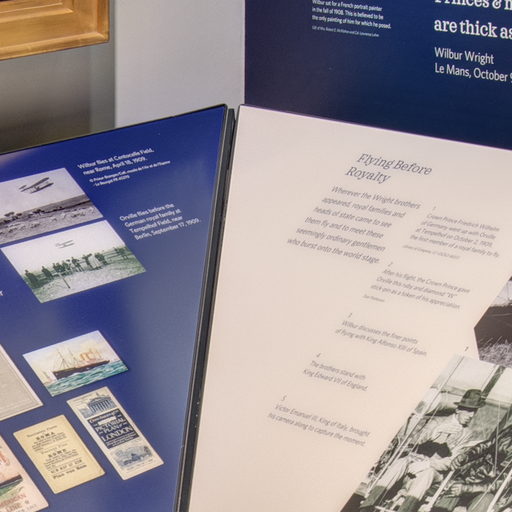 Wilbur sat for a French portrait painter
in the fall of 1908. This is believed to be
the only painting of him for which he posed.
Princes &
are thick as
Wilbur Wright
Le Mans, October 9
Wilbur flies at Centocelle Field,
near Rome, April 18, 1909.
Orville flies before the
German royal family at
Tempelhof Field, near
Berlin, September 17, 1909.
ROMA
ROME
LONDON
Flying Before
Royalty
Wherever the Wright brothers
appeared, royal families and
heads of state came to see
them fly and to meet these
seemingly ordinary gentlemen
who burst onto the world stage.
1
Crown Prince Friedrich Wilhelm
of Germany went up with Orville
at Tempelhof on October 2, 1909,
the first member of a royal family to fly.
2
After his flight, the Crown Prince gave
Orville this ruby and diamond "W"
stick pin as a token of his appreciation.
3
Wilbur discusses the finer points
of flying with King Alfonso XIII of Spain.
4
The brothers stand with
King Edward VII of England.
5
Victor Emanuel III, King of Italy, brought
his camera along to capture the moment.